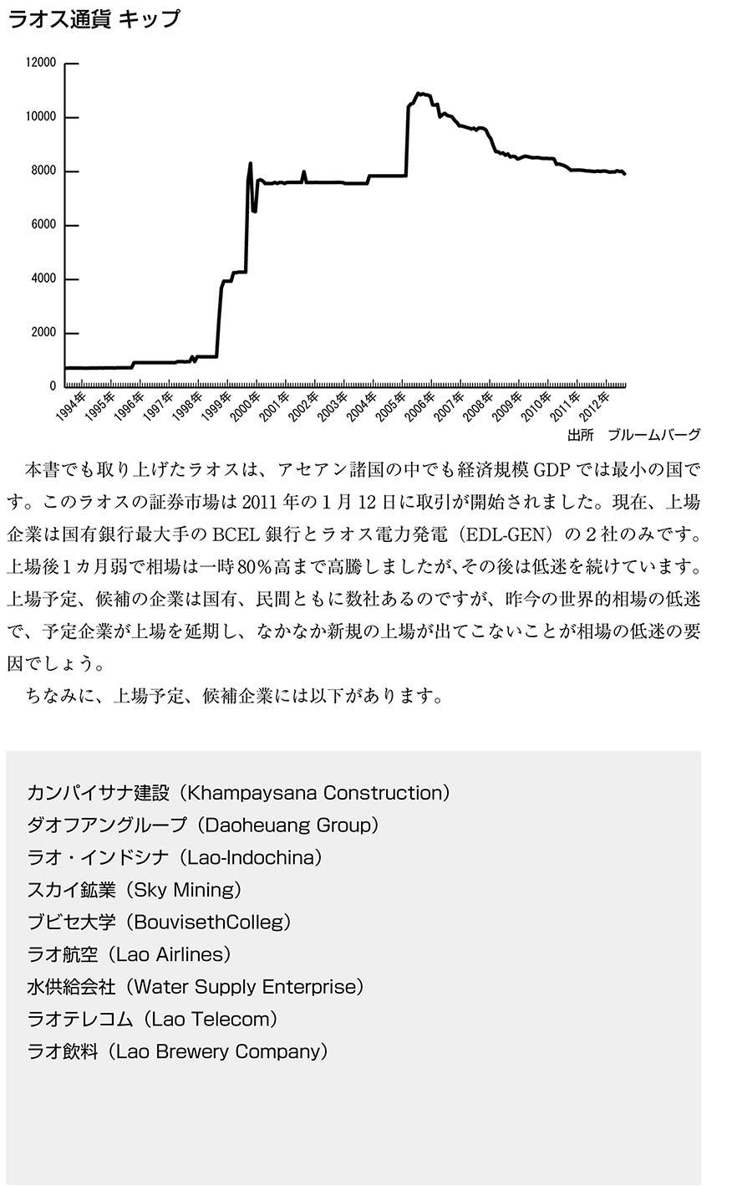 ラオス通貨 キップ
12000
10000
8000
6000
4000
2000
0
1994年 1995年 1996年 1997年 1998年 1999年 2000年 2001年 2002年 2003年 2004年 2005年 2006年 2007年 2008年 2009年 2010年 2011年 2012年
出所　ブルームバーグ
　本書でも取り上げたラオスは、アセアン諸国の中でも経済規模 GDP では最小の国で
す。このラオスの証券市場は 2011 年の 1 月 12 日に取引が開始されました。現在、上場
企業は国有銀行最大手の BCEL 銀行とラオス電力発電（EDL-GEN）の 2 社のみです。
上場後 1 カ月弱で相場は一時 80％高まで高騰しましたが、その後は低迷を続けています。
上場予定、候補の企業は国有、民間ともに数社あるのですが、昨今の世界的相場の低迷
で、予定企業が上場を延期し、なかなか新規の上場が出てこないことが相場の低迷の要
因でしょう。
　ちなみに、上場予定、候補企業には以下があります。
カンパイサナ建設（Khampaysana Construction）
ダオフアングループ（Daoheuang Group）
ラオ・インドシナ（Lao-Indochina）
スカイ鉱業（Sky Mining）
ブビセ大学（BouvisethColleg）
ラオ航空（Lao Airlines）
水供給会社（Water Supply Enterprise）
ラオテレコム（Lao Telecom）
ラオ飲料（Lao Brewery Company）